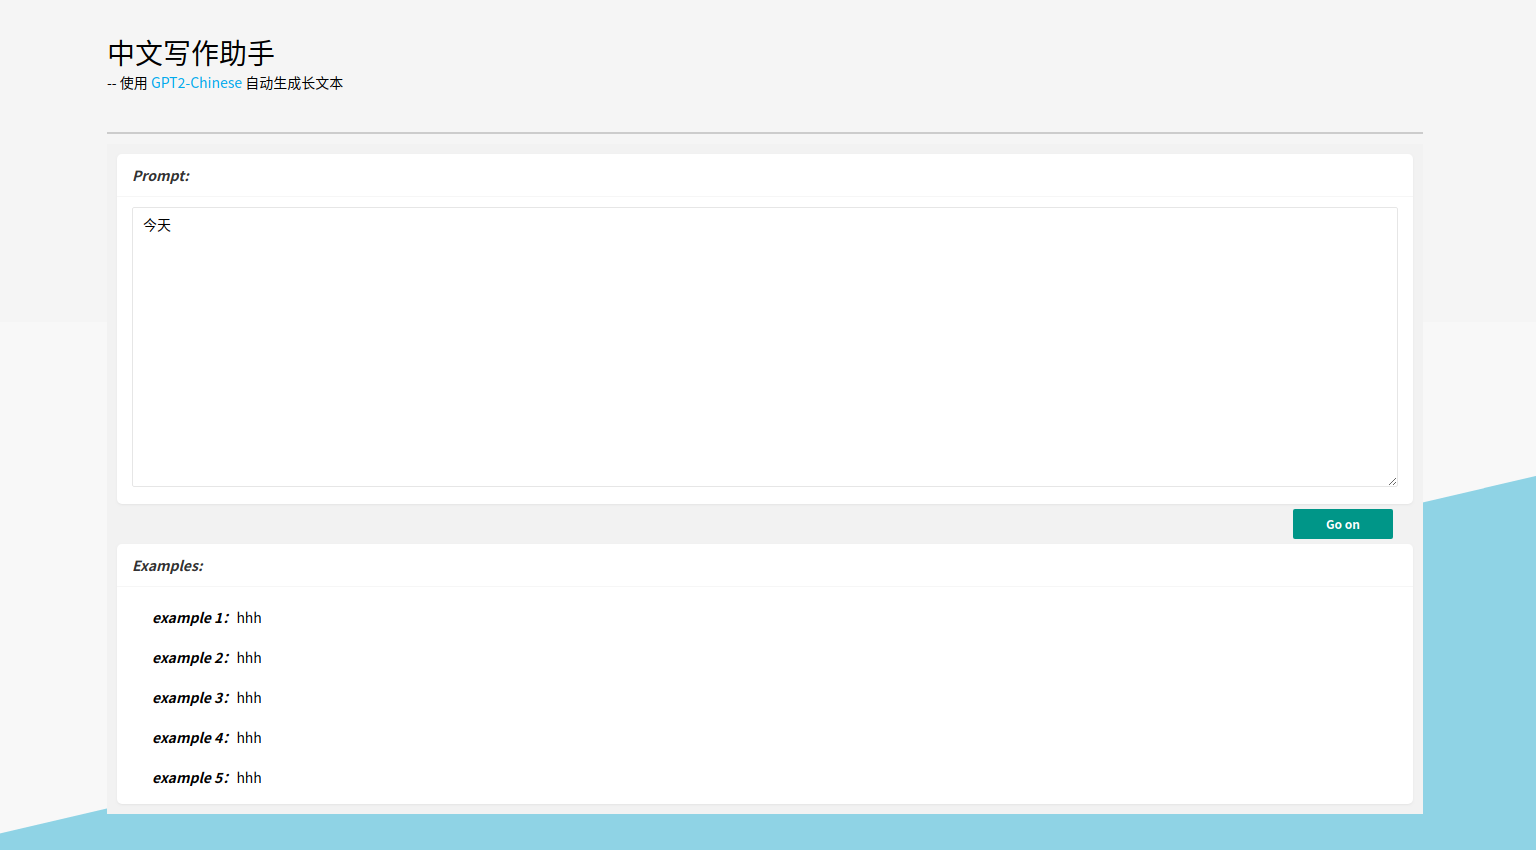 中文写作助手
-- 使用 GPT2-Chinese 自动生成长文本
Prompt:
今天
Go on
Examples:
example 1：hhh
example 2：hhh
example 3：hhh
example 4：hhh
example 5：hhh